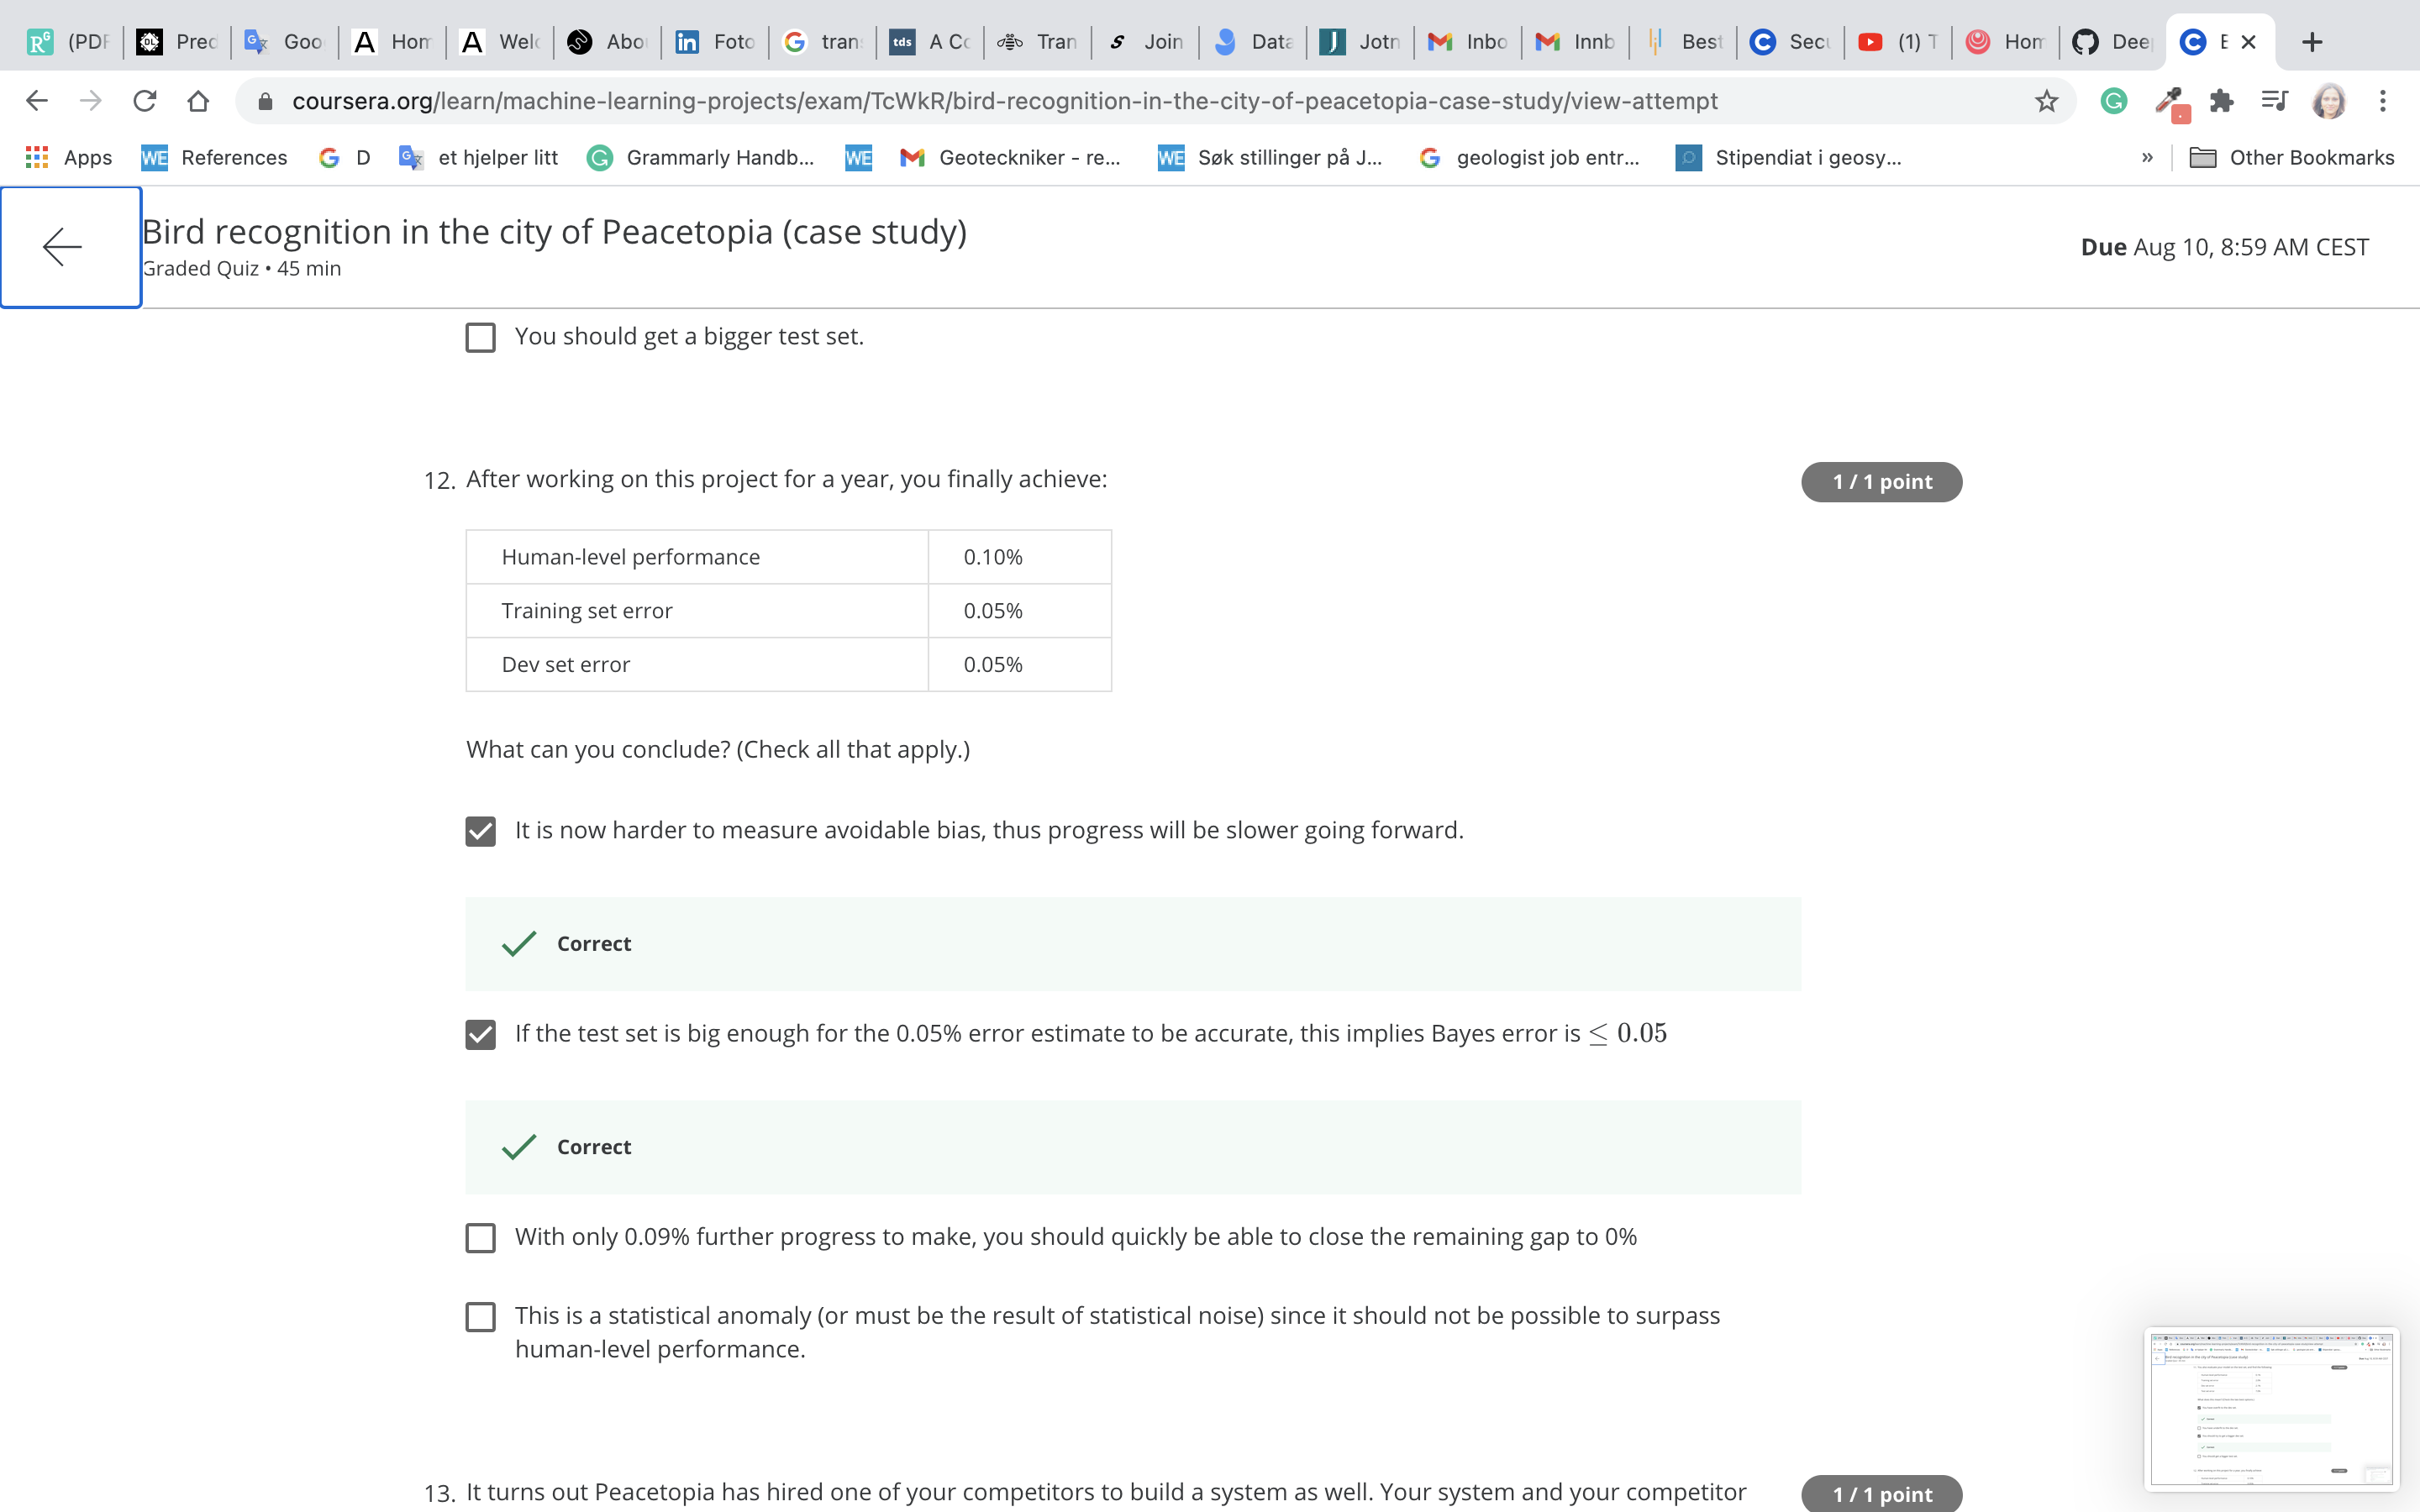 (PDF Pred Goo Hom Welc Abo Foto tran A Co Tran Join Data Jotn Inbo Innb Best Secu (1) T Hom Deep
coursera.org/learn/machine-learning-projects/exam/TcWkR/bird-recognition-in-the-city-of-peacetopia-case-study/view-attempt
Apps References D et hjelper litt Grammarly Handb... Geoteckniker - re... Søk stillinger på J... geologist job entr... Stipendiat i geosy... » Other Bookmarks
Bird recognition in the city of Peacetopia (case study)
Graded Quiz • 45 min
Due Aug 10, 8:59 AM CEST
You should get a bigger test set.
12. After working on this project for a year, you finally achieve:
1 / 1 point
Human-level performance 0.10%
Training set error 0.05%
Dev set error 0.05%
What can you conclude? (Check all that apply.)
It is now harder to measure avoidable bias, thus progress will be slower going forward.
Correct
If the test set is big enough for the 0.05% error estimate to be accurate, this implies Bayes error is ≤ 0.05
Correct
With only 0.09% further progress to make, you should quickly be able to close the remaining gap to 0%
This is a statistical anomaly (or must be the result of statistical noise) since it should not be possible to surpass
human-level performance.
13. It turns out Peacetopia has hired one of your competitors to build a system as well. Your system and your competitor
1 / 1 point